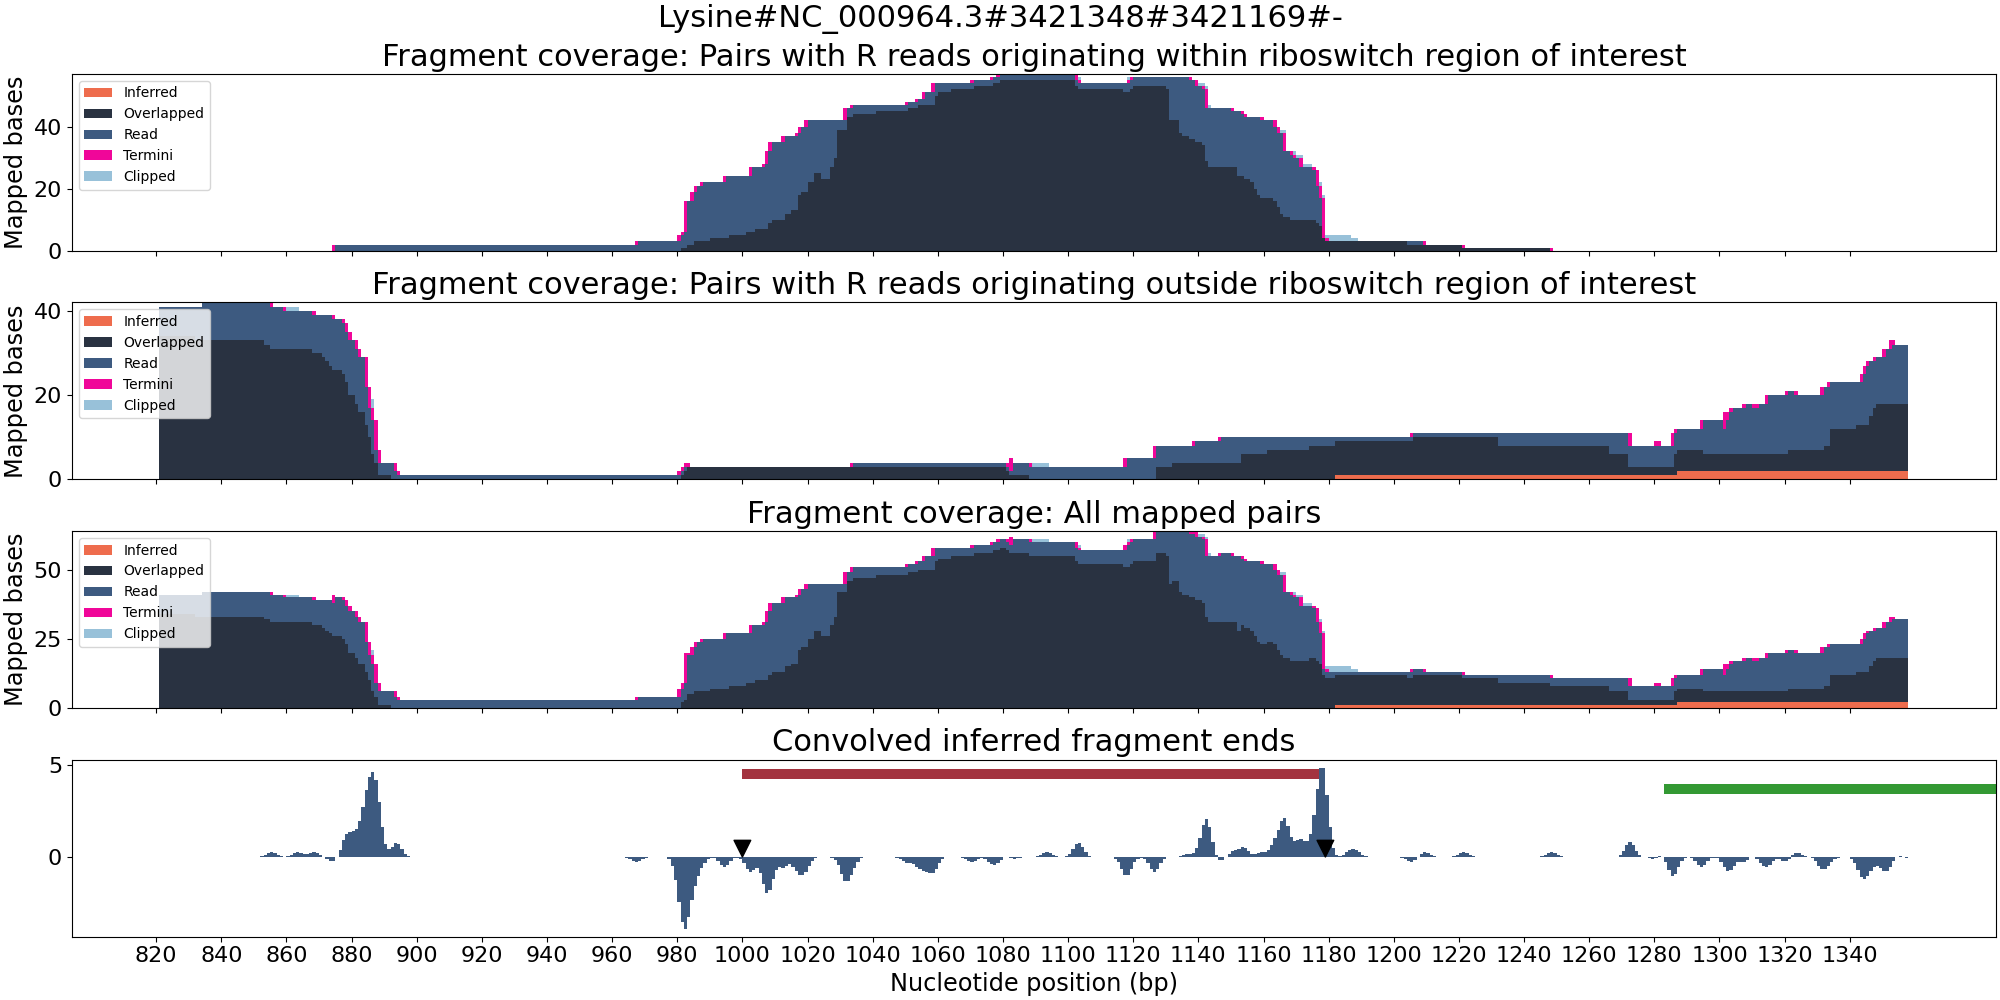 Lysine#NC_000964.3#3421348#3421169#-
Fragment coverage: Pairs with R reads originating within riboswitch region of interest
Mapped bases
40
20
0
Inferred
Overlapped
Read
Termini
Clipped
Fragment coverage: Pairs with R reads originating outside riboswitch region of interest
Mapped bases
40
20
0
Inferred
Overlapped
Read
Termini
Clipped
Fragment coverage: All mapped pairs
Mapped bases
50
25
0
Inferred
Overlapped
Read
Termini
Clipped
Convolved inferred fragment ends
5
0
820 840 860 880 900 920 940 960 980 1000 1020 1040 1060 1080 1100 1120 1140 1160 1180 1200 1220 1240 1260 1280 1300 1320 1340
Nucleotide position (bp)